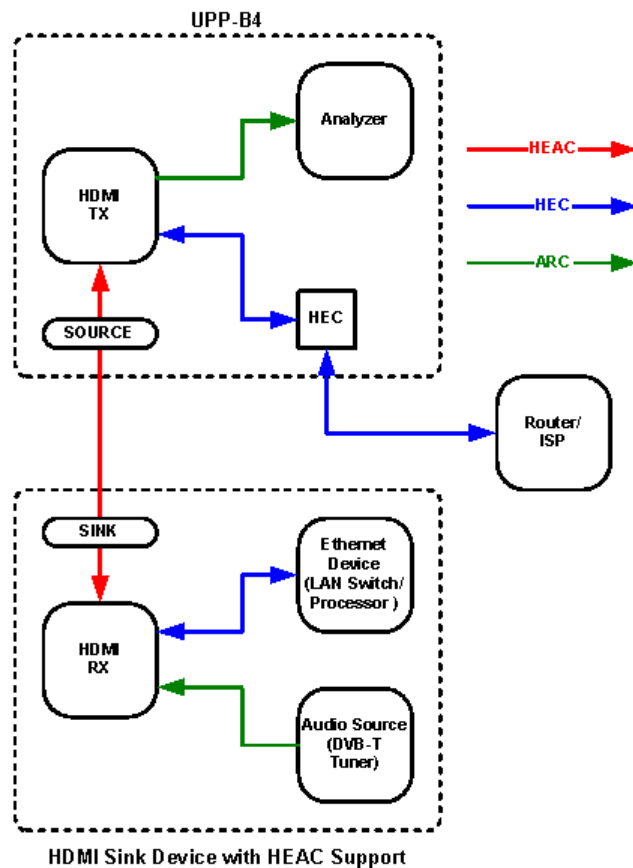 UPP-B4
Analyzer
HEAC
HDMI
TX
HEC
SOURCE
HEC
ARC
Router/
ISP
SINK
Ethernet
Device
(LAN Switch/
Processor )
HDMI
RX
Audio Source
(DVB-T
Tuner)
HDMI Sink Device with HEAC Support